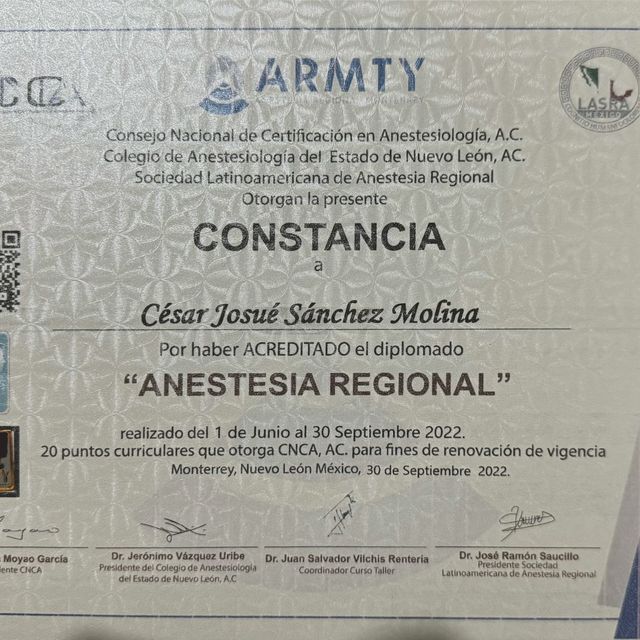 ARMTY
LASRA
MÉXICO
Consejo Nacional de Certificación en Anestesiología, A.C.
Colegio de Anestesiología del Estado de Nuevo León, AC.
Sociedad Latinoamericana de Anestesia Regional
Otorgan la presente
CONSTANCIA
a
César Josué Sánchez Molina
Por haber ACREDITADO el diplomado
“ANESTESIA REGIONAL”
realizado del 1 de Junio al 30 Septiembre 2022.
20 puntos curriculares que otorga CNCA, AC. para fines de renovación de vigencia
Monterrey, Nuevo León México, 30 de Septiembre 2022.
Moyao García
CNCA
Dr. Jerónimo Vázquez Uribe
Presidente del Colegio de Anestesiología
del Estado de Nuevo León, A.C
Dr. Juan Salvador Vilchis Renteria
Coordinador Curso Taller
Dr. José Ramón Saucillo
Presidente Sociedad
Latinoamericana de Anestesia Regional